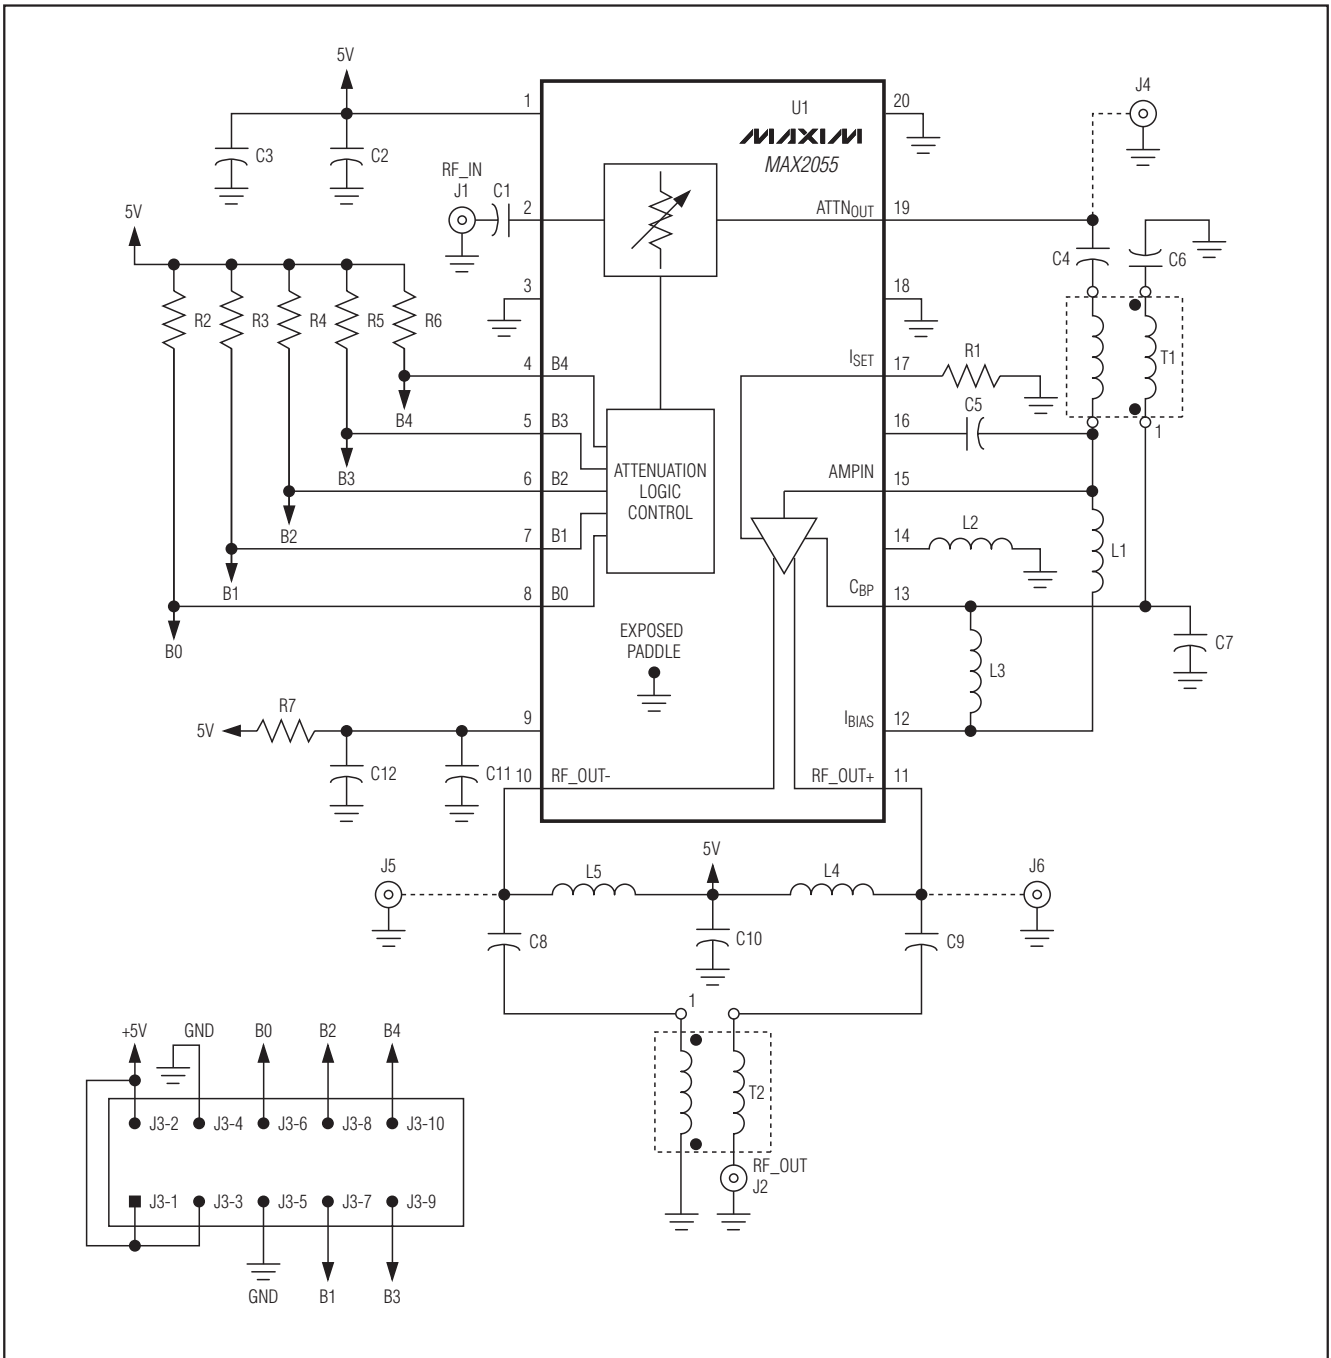 5V
1
U1
20
J4
MAXIM
MAX2055
C3
C2
RF_IN
J1
C1
2
ATTNOUT
19
5V
C4
C6
3
18
R2
R3
R4
R5
R6
T1
ISET
17
R1
4
B4
B4
C5
16
1
5
B3
B3
ATTENUATION
LOGIC
CONTROL
AMPIN
15
6
B2
B2
L2
14
L1
7
B1
B1
CBP
13
8
B0
B0
EXPOSED
PADDLE
C7
L3
R7
5V
9
IBIAS
12
C12
C11
10
RF_OUT-
RF_OUT+
11
5V
J5
L5
L4
J6
C8
C10
C9
1
T2
RF_OUT
J2
+5V
GND
B0
B2
B4
J3-2
J3-4
J3-6
J3-8
J3-10
J3-1
J3-3
J3-5
J3-7
J3-9
GND
B1
B3